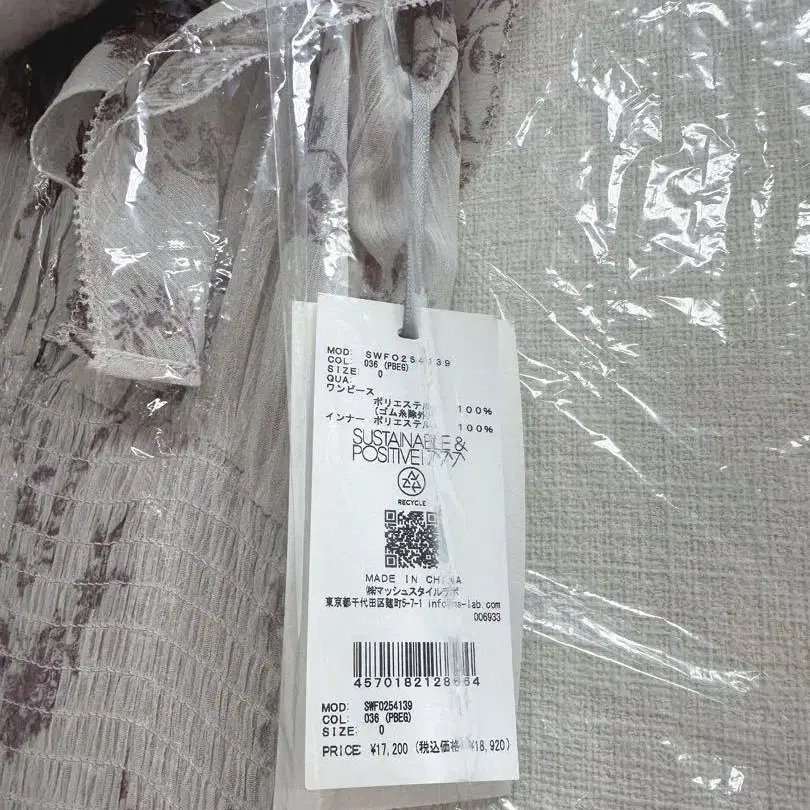 MOD: SWFO254139
COL: 036 (PBEG)
SIZE: 0
QUA:
ワンピース
ポリエステル 100%
(ゴム糸除外
インナー ポリエステル 100%
SUSTAINABLE &
POSITIVE!
RECYCLE
MADE IN CHINA
㈱マッシュスタイルラボ
東京都千代田区麹町5-7-1 info@ms-lab.com
006933
4570182128664
MOD: SWFO254139
COL: 036 (PBEG)
SIZE: 0
PRICE ¥17,200 (税込価格 ¥18,920)